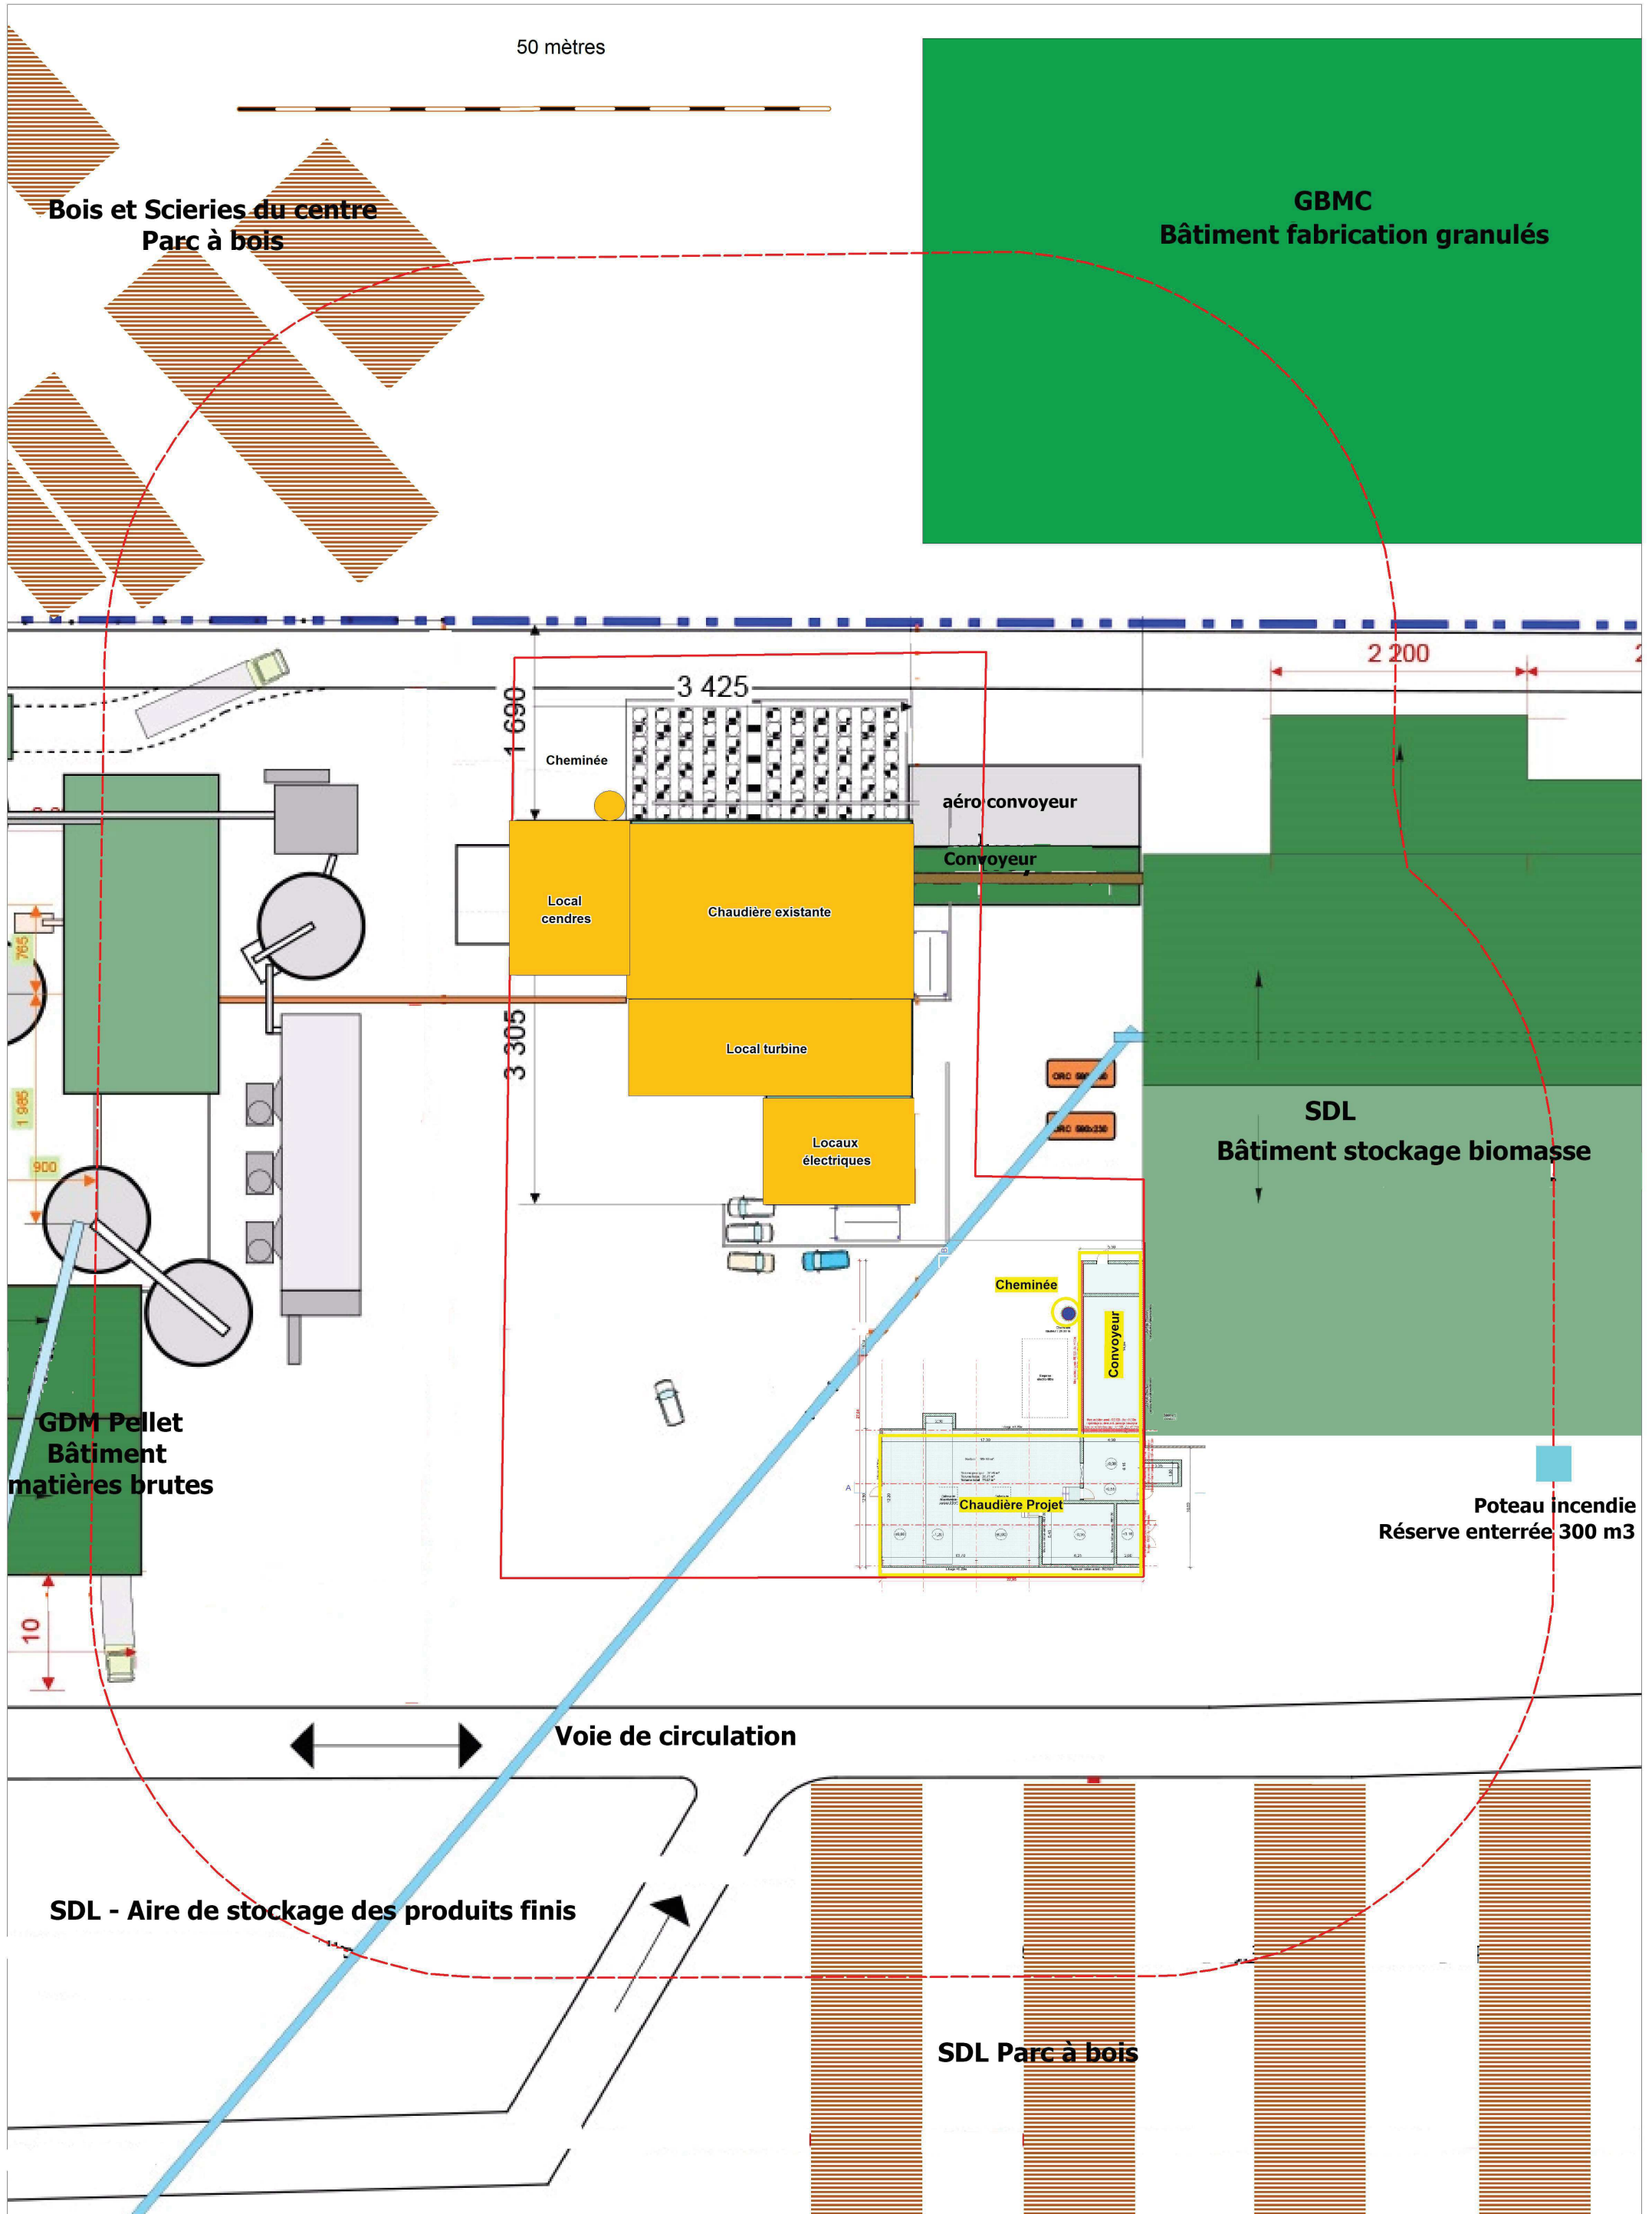 50 mètres
Bois et Scieries du centre
Parc à bois
GBMC
Bâtiment fabrication granulés
2 200
3 425
1 690
Cheminée
aéro convoyeur
Convoyeur
Local
cendres
Chaudière existante
765
3 305
Local turbine
1 985
SDL
Bâtiment stockage biomasse
Locaux
électriques
900
Cheminée
Convoyeur
GDM Pellet
Bâtiment
matières brutes
Chaudière Projet
A
Poteau incendie
Réserve enterrée 300 m3
10
Voie de circulation
SDL - Aire de stockage des produits finis
SDL Parc à bois